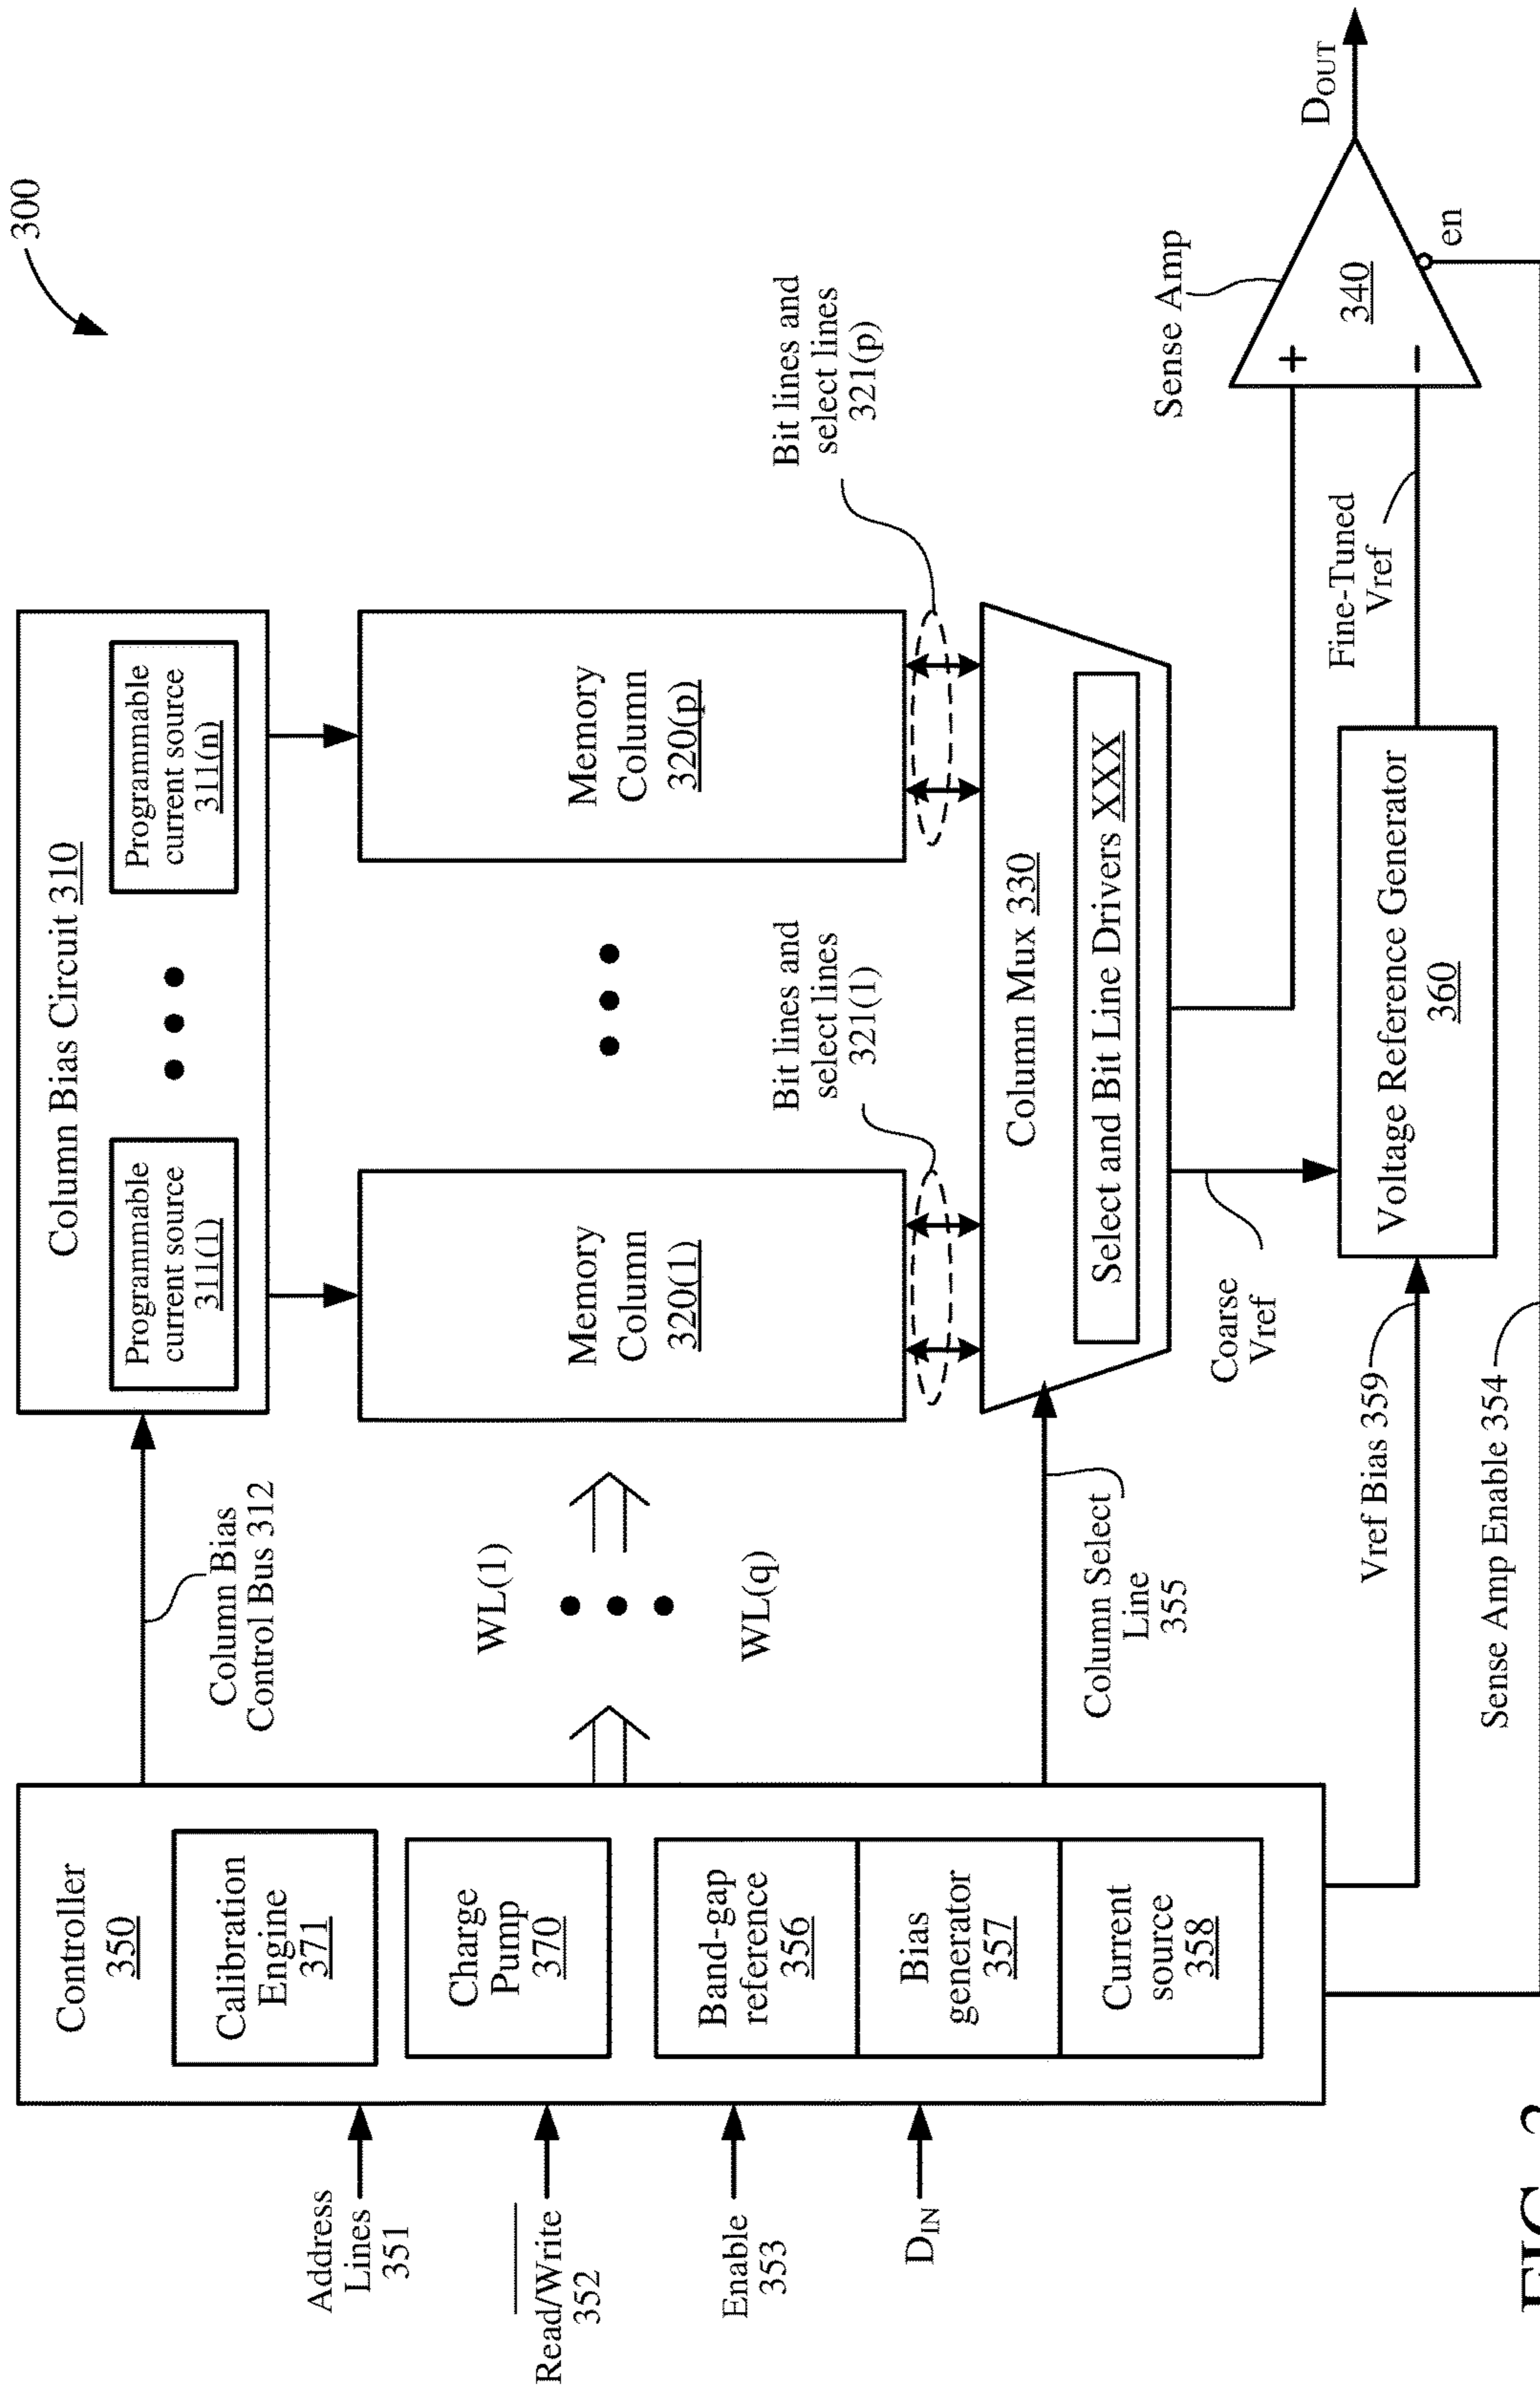 300
Column Bias Circuit 310
Programmable
current source
311(1)
Programmable
current source
311(n)
Column Bias
Control Bus 312
Controller
350
Calibration
Engine
371
Charge
Pump
370
Band-gap
reference
356
Bias
generator
357
Current
source
358
Address
Lines
351
Read/Write
352
Enable
353
DIN
WL(1)
WL(q)
Memory
Column
320(1)
Memory
Column
320(p)
Bit lines and
select lines
321(1)
Bit lines and
select lines
321(p)
Column Select
Line
355
Column Mux 330
Select and Bit Line Drivers XXX
Coarse
Vref
Vref Bias 359
Voltage Reference Generator
360
Fine-Tuned
Vref
Sense Amp
+
−
340
en
DOUT
Sense Amp Enable 354